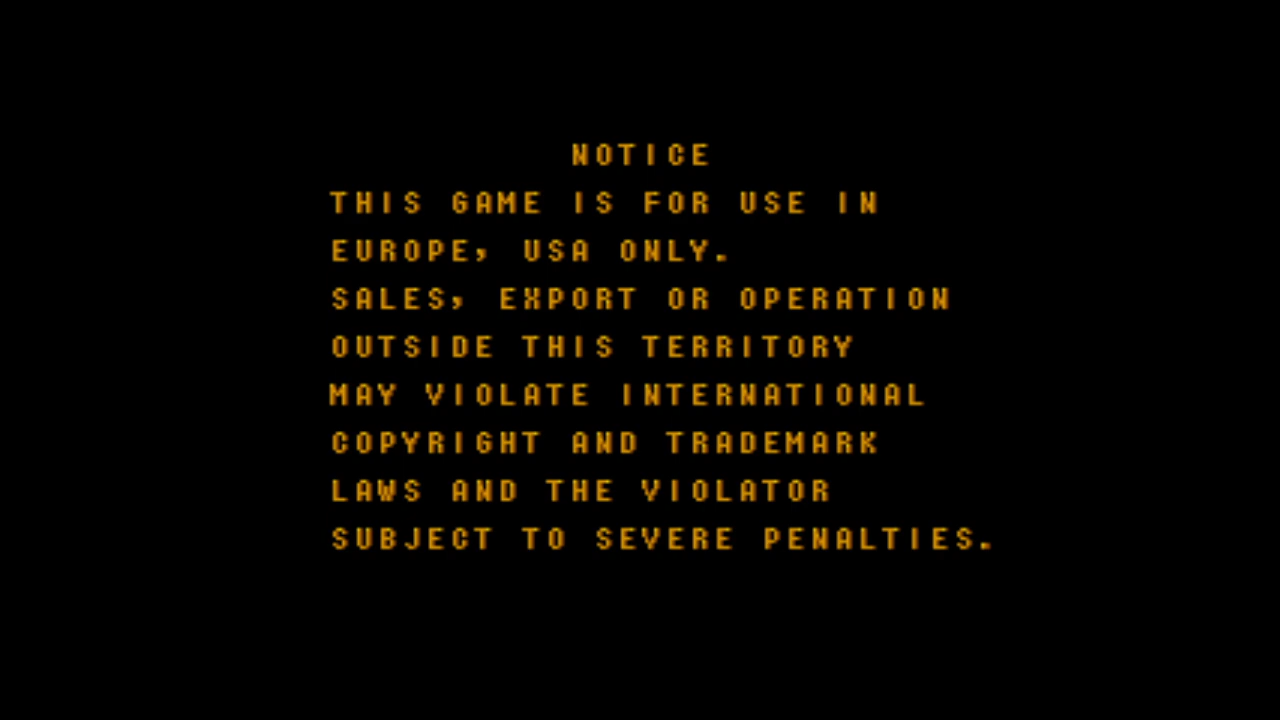 NOTICE
THIS GAME IS FOR USE IN
EUROPE, USA ONLY.
SALES, EXPORT OR OPERATION
OUTSIDE THIS TERRITORY
MAY VIOLATE INTERNATIONAL
COPYRIGHT AND TRADEMARK
LAWS AND THE VIOLATOR
SUBJECT TO SEVERE PENALTIES.